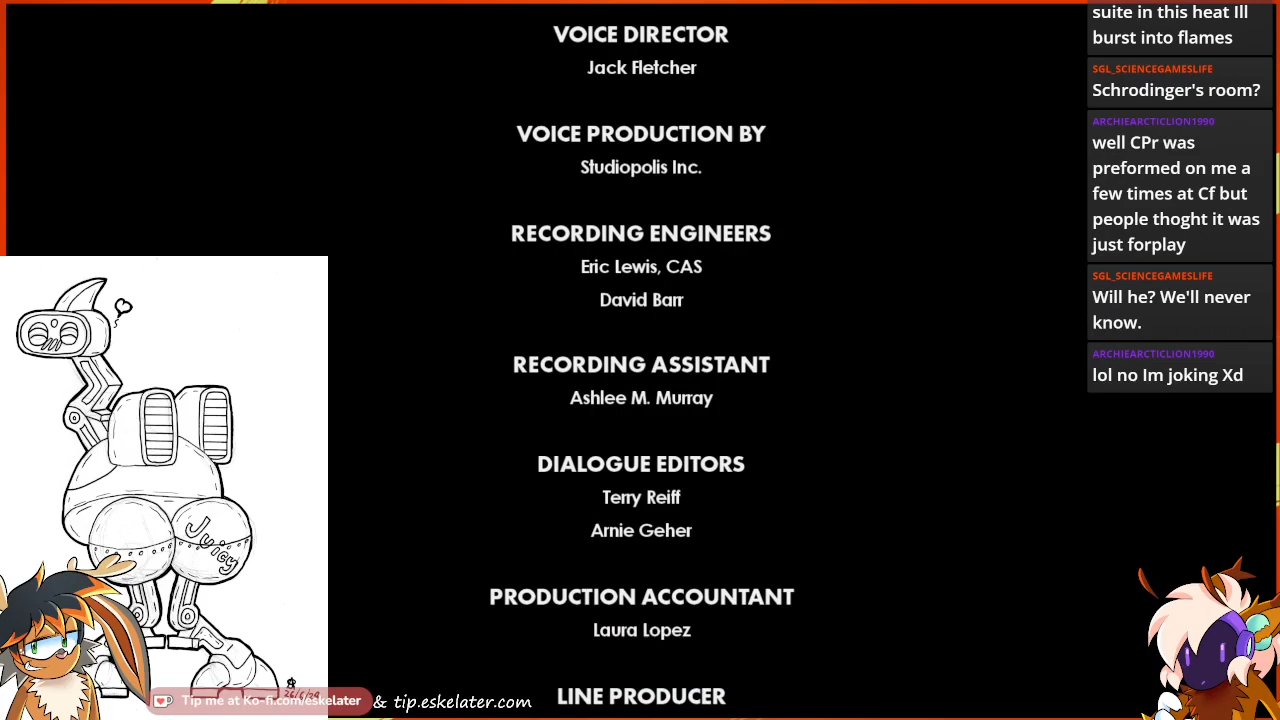 VOICE DIRECTOR
Jack Fletcher
VOICE PRODUCTION BY
Studiopolis Inc.
RECORDING ENGINEERS
Eric Lewis, CAS
David Barr
RECORDING ASSISTANT
Ashlee M. Murray
DIALOGUE EDITORS
Terry Reiff
Arnie Geher
PRODUCTION ACCOUNTANT
Laura Lopez
LINE PRODUCER
suite in this heat Ill
burst into flames
SGL_SCIENCEGAMESLIFE
Schrodinger's room?
ARCHIEARCTICLION1990
well CPr was
preformed on me a
few times at Cf but
people thoght it was
just forplay
SGL_SCIENCEGAMESLIFE
Will he? We'll never
know.
ARCHIEARCTICLION1990
lol no Im joking Xd
Juicy
Tip me at Ko-fi.com/eskelater & tip.eskelater.com